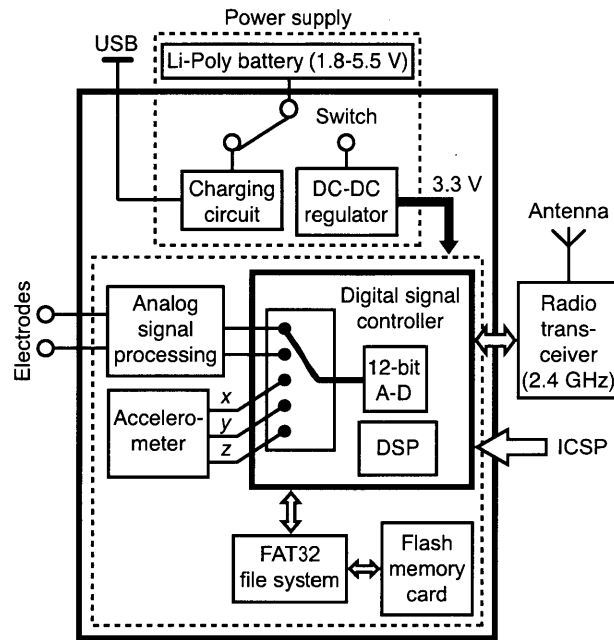 Power supply
USB
Li-Poly battery (1.8-5.5 V)
Switch
Charging
circuit
DC-DC
regulator
3.3 V
Antenna
Electrodes
Analog
signal
processing
Digital signal
controller
12-bit
A-D
DSP
Radio
trans-
ceiver
(2.4 GHz)
Accelero-
meter
x
y
z
ICSP
FAT32
file system
Flash
memory
card